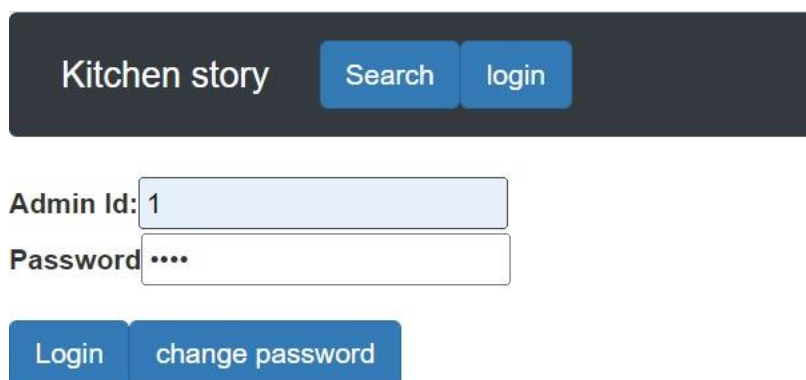 Kitchen story Search login
Admin Id: 1
Password ••••
Login change password